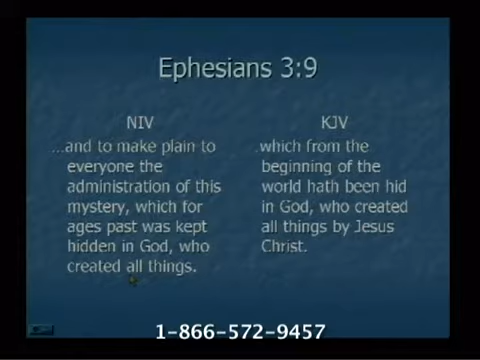 Ephesians 3:9
NIV
...and to make plain to
everyone the
administration of this
mystery, which for
ages past was kept
hidden in God, who
created all things.
KJV
.which from the
beginning of the
world hath been hid
in God, who created
all things by Jesus
Christ.
1-866-572-9457